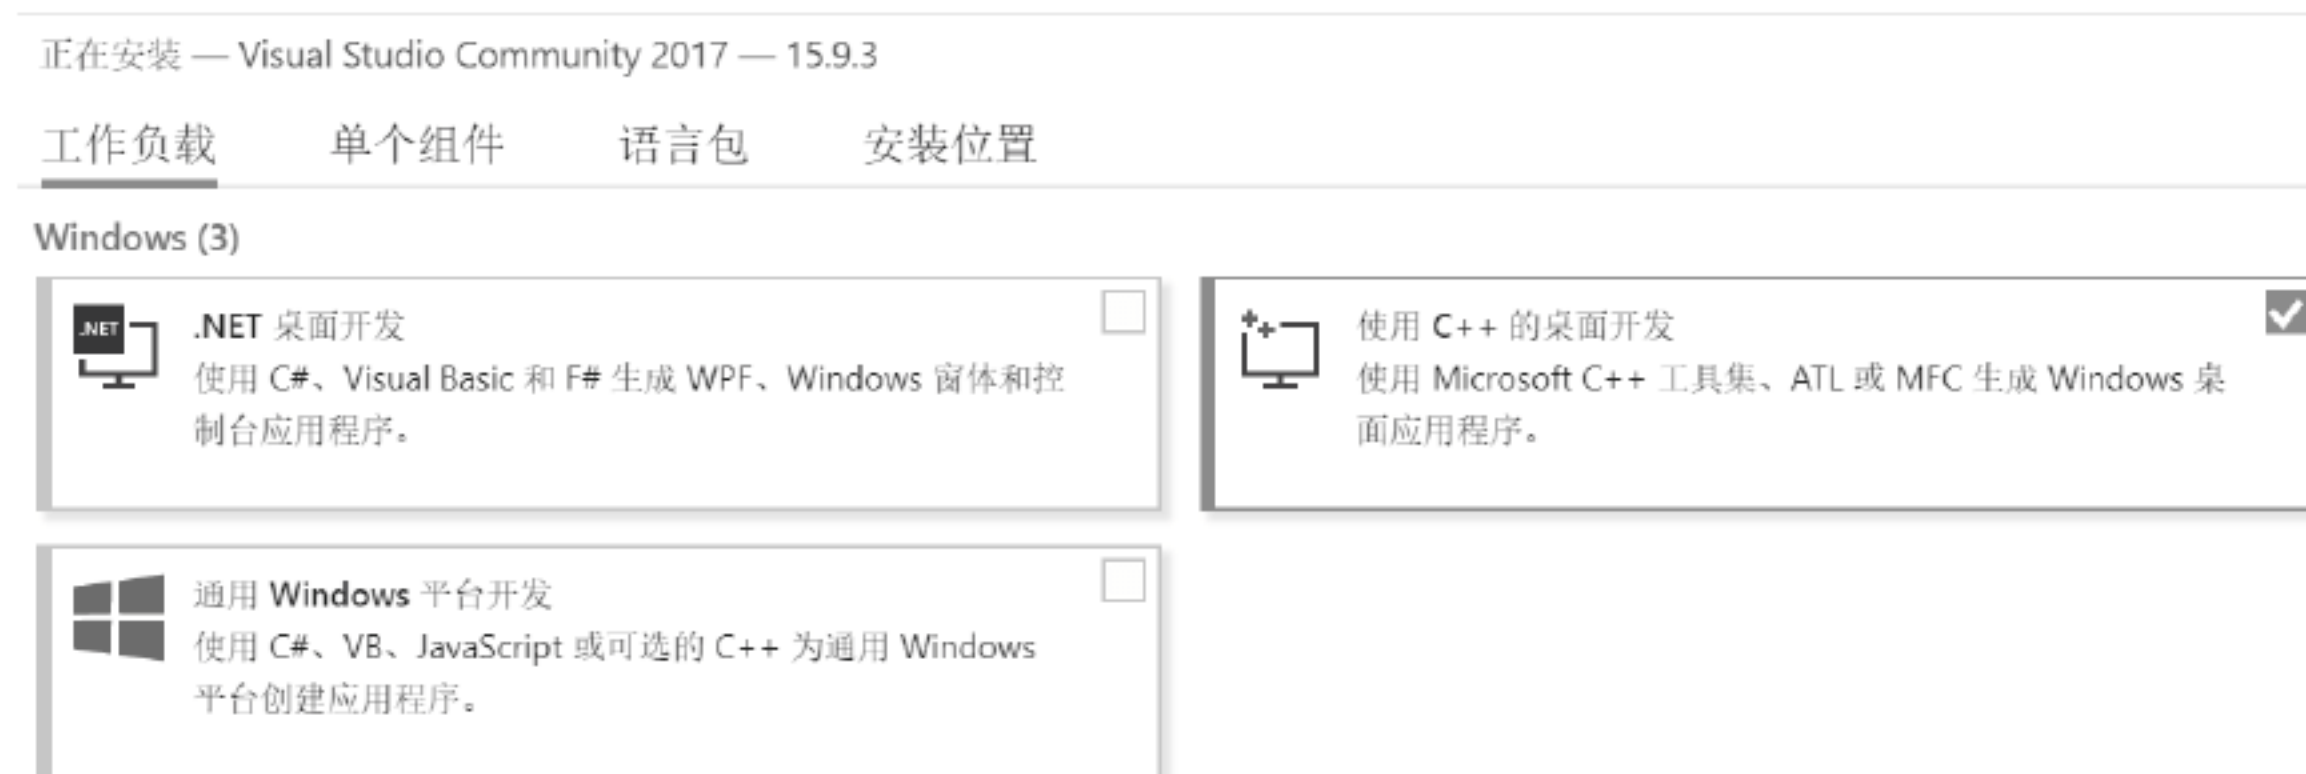 正在安装 — Visual Studio Community 2017 — 15.9.3
工作负载 单个组件 语言包 安装位置
Windows (3)
.NET
.NET 桌面开发
使用 C#、Visual Basic 和 F# 生成 WPF、Windows 窗体和控
制台应用程序。
使用 C++ 的桌面开发
使用 Microsoft C++ 工具集、ATL 或 MFC 生成 Windows 桌
面应用程序。
通用 Windows 平台开发
使用 C#、VB、JavaScript 或可选的 C++ 为通用 Windows
平台创建应用程序。